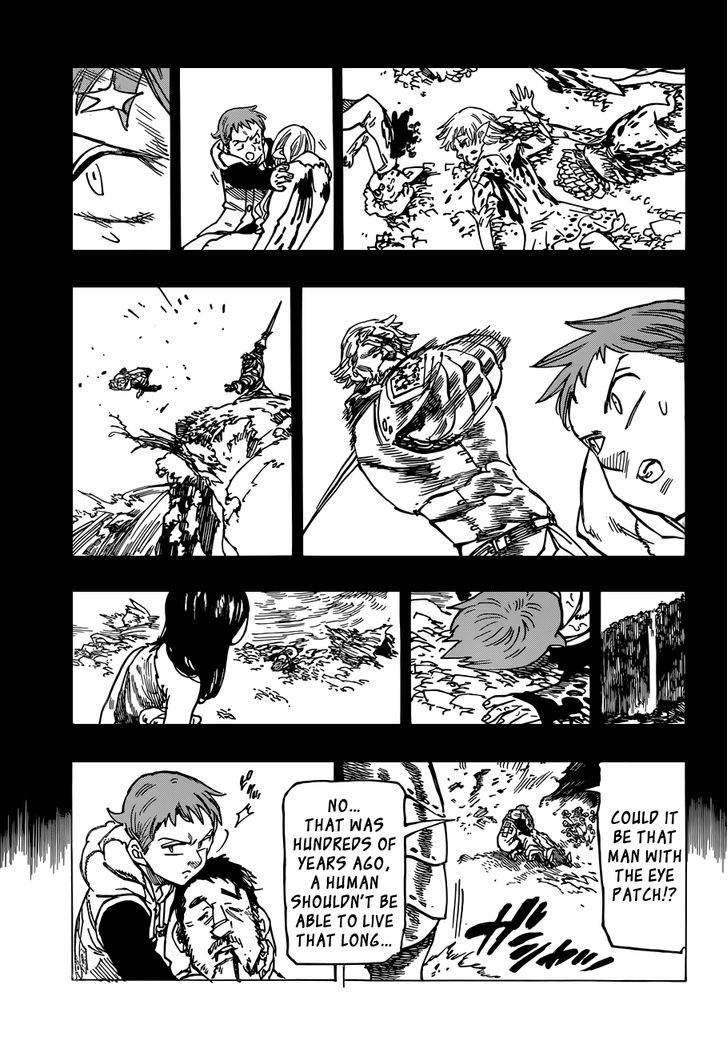 COULD IT
BE THAT
MAN WITH
THE EYE
PATCH!?
NO...
THAT WAS
HUNDREDS OF
YEARS AGO,
A HUMAN
SHOULDN'T BE
ABLE TO LIVE
THAT LONG...